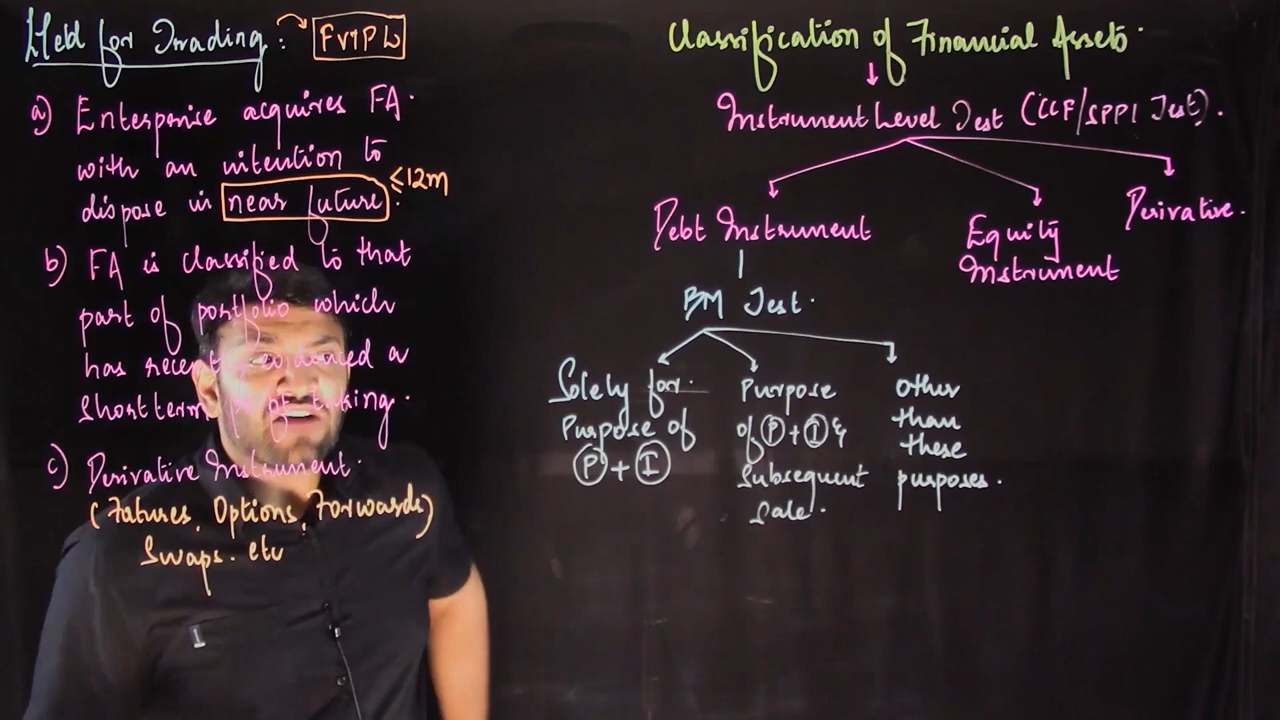 Held for Trading : FVTPL
a) Enterprise acquires FA.
with an intention to
dispose in near future. ≤12m
b) FA is classified to that
part of portfolio which
has a
short term of taking.
c) Derivative Instrument.
(Futures, Options, Forwards)
Swaps. etc
Classification of Financial Assets.
Instrument Level Test (CCF/SPPI Test).
Debt Instrument
Equity
Instrument
Derivative.
BM Test.
Solely for.
Purpose of
P + I
Purpose
of P + I &
Subsequent
Sale.
other
than
these
purposes.